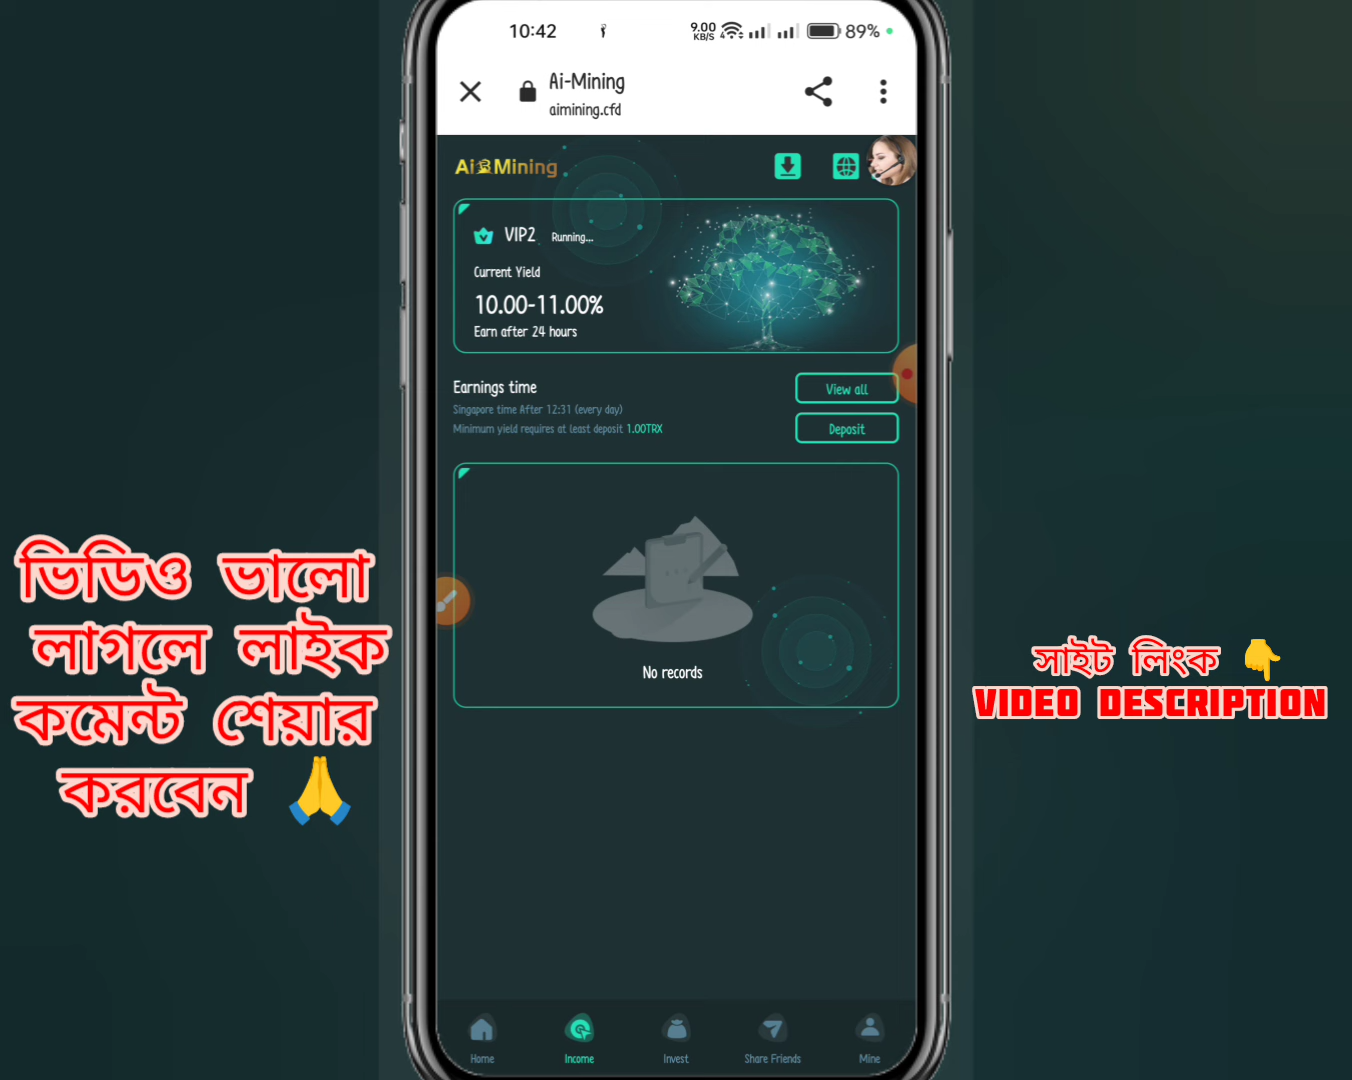 10:42
9.00
KB/S
4
89%
Ai-Mining
aimining.cfd
Ai Mining
VIP2 Running...
Current Yield
10.00-11.00%
Earn after 24 hours
Earnings time
View all
Singapore time After 12:31 (every day)
Minimum yield requires at least deposit 1.00TRX
Deposit
No records
Home
Income
Invest
Share Friends
Mine
ভিডিও ভালো
লাগলে লাইক
কমেন্ট শেয়ার
করবেন 🙏
সাইট লিংক 👇
VIDEO DESCRIPTION